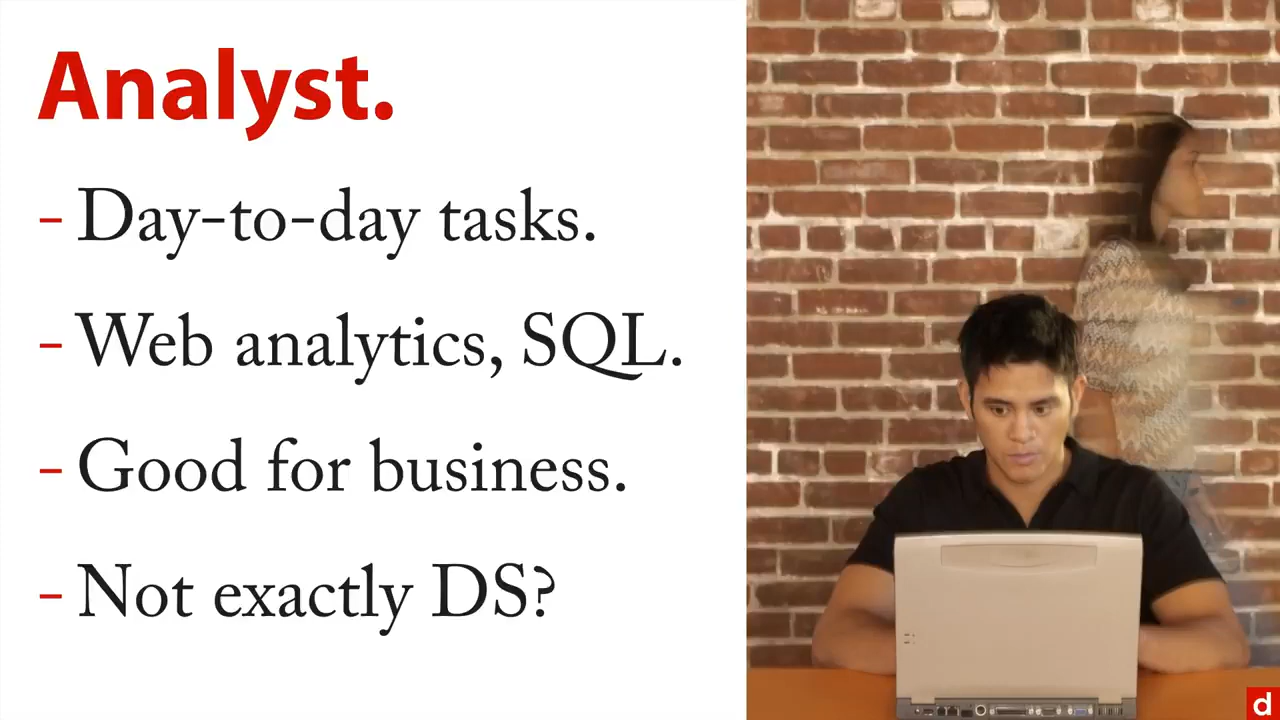 Analyst.
- Day-to-day tasks.
- Web analytics, SQL.
- Good for business.
- Not exactly DS?
d